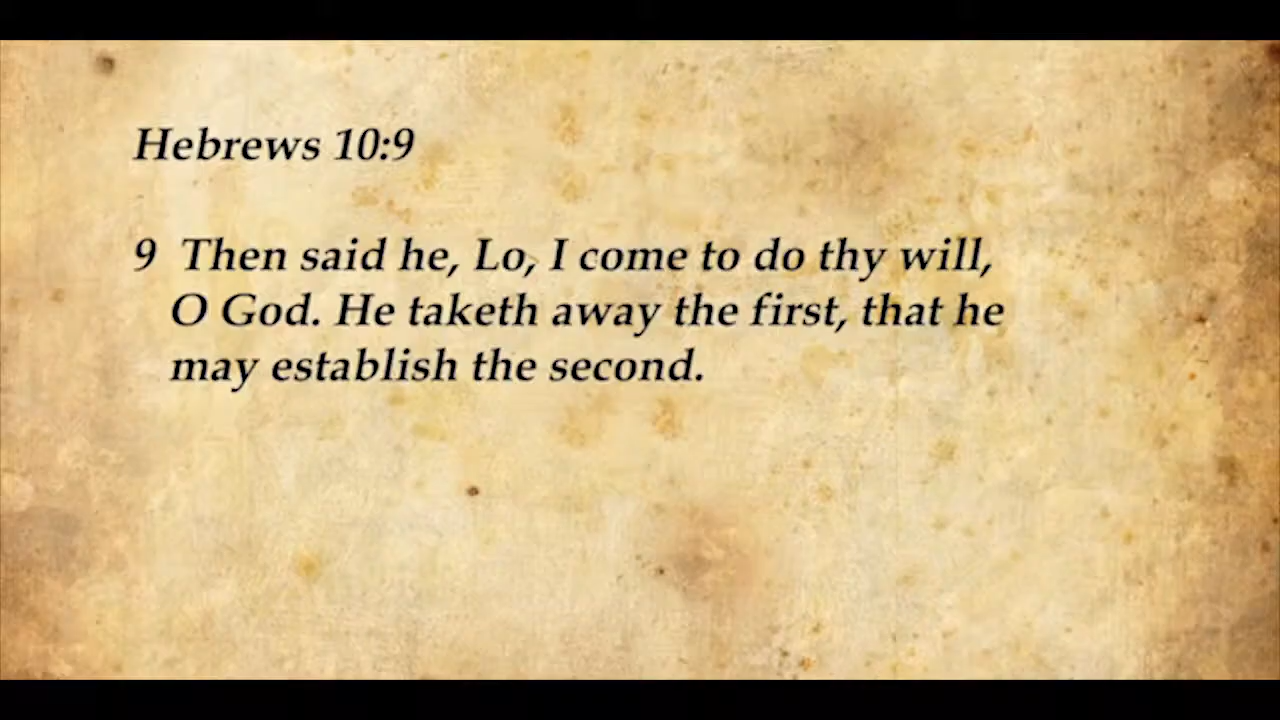 Hebrews 10:9
9 Then said he, Lo, I come to do thy will,
O God. He taketh away the first, that he
may establish the second.